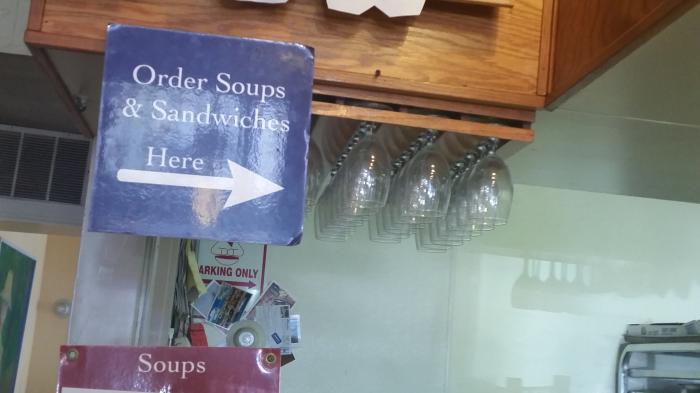 Order Soups
& Sandwiches
Here
ARKING ONLY
Soups